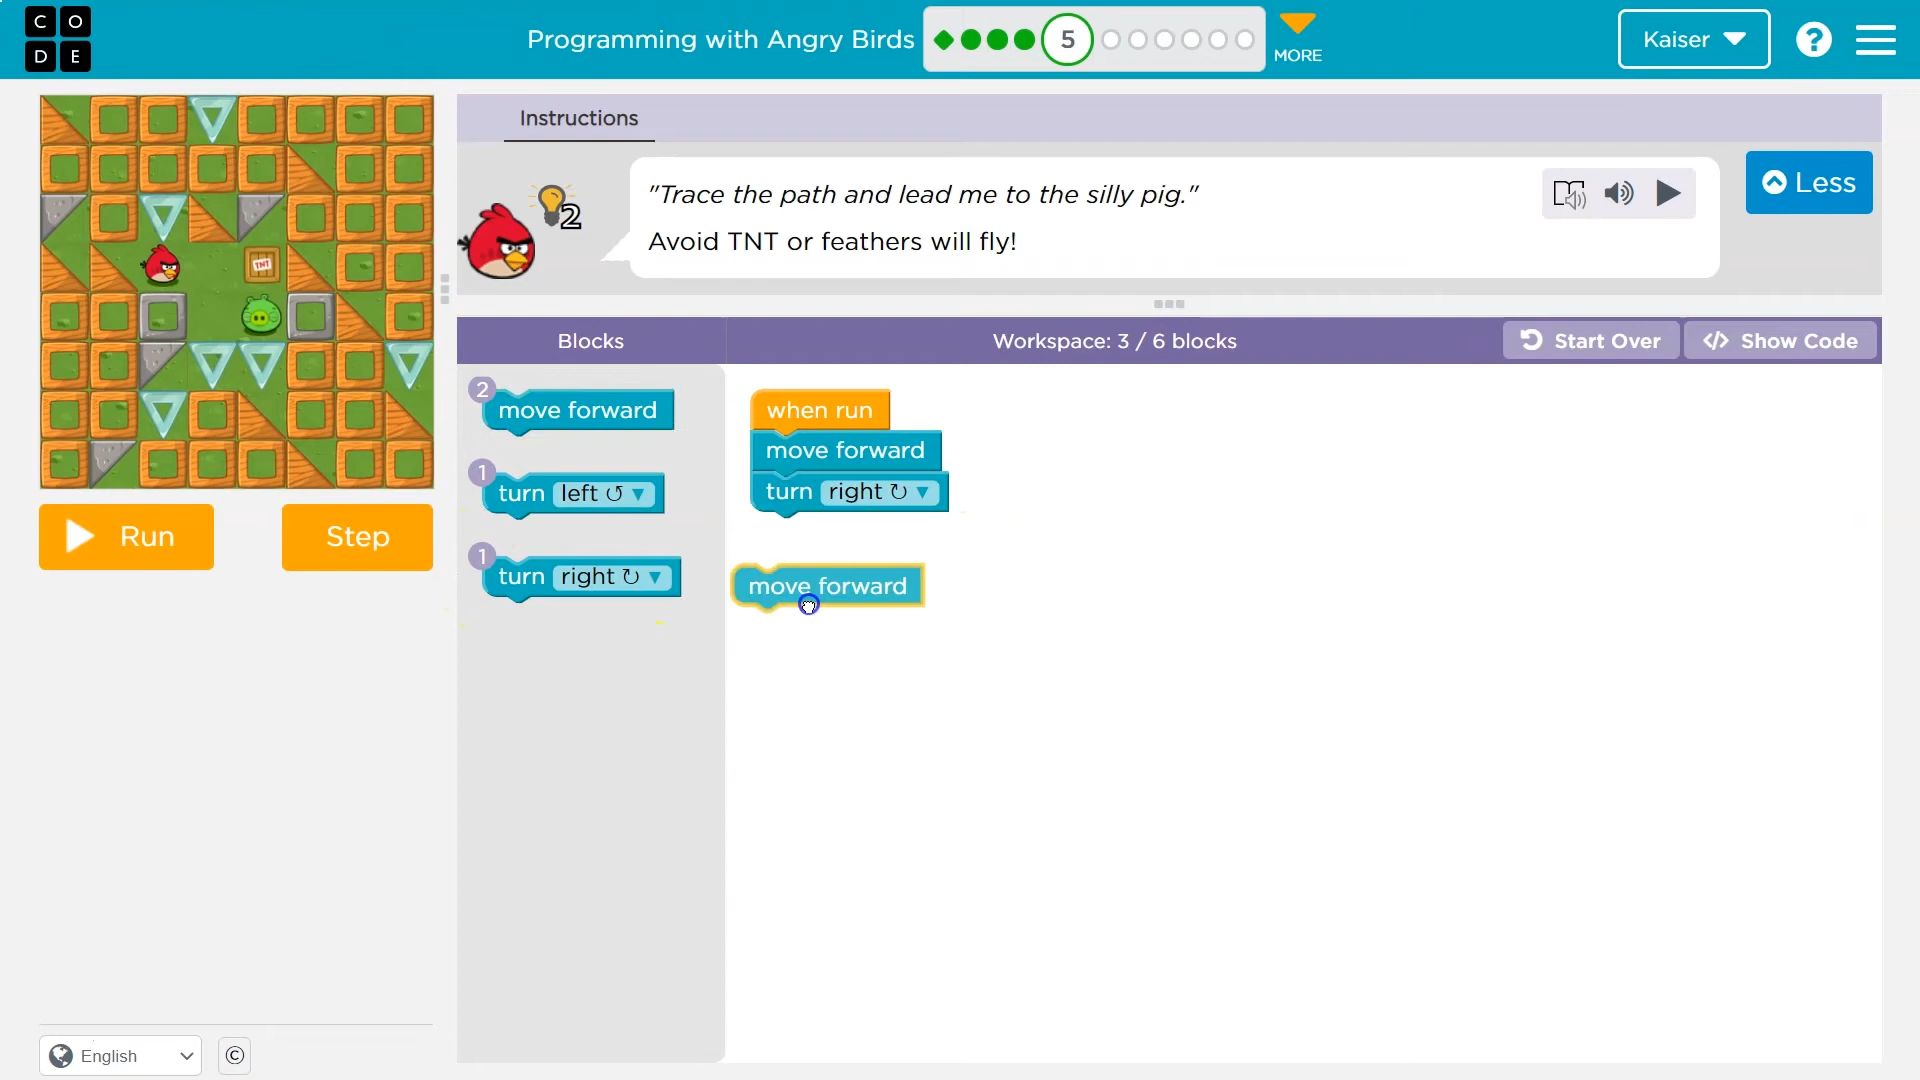 C O
D E
Programming with Angry Birds
5
MORE
Kaiser
?
Instructions
2
"Trace the path and lead me to the silly pig."
Avoid TNT or feathers will fly!
Less
TNT
Blocks
Workspace: 3 / 6 blocks
Start Over
</> Show Code
2
move forward
1
turn left ↺ ▼
1
turn right ↻ ▼
when run
move forward
turn right ↻ ▼
move forward
Run
Step
English
©